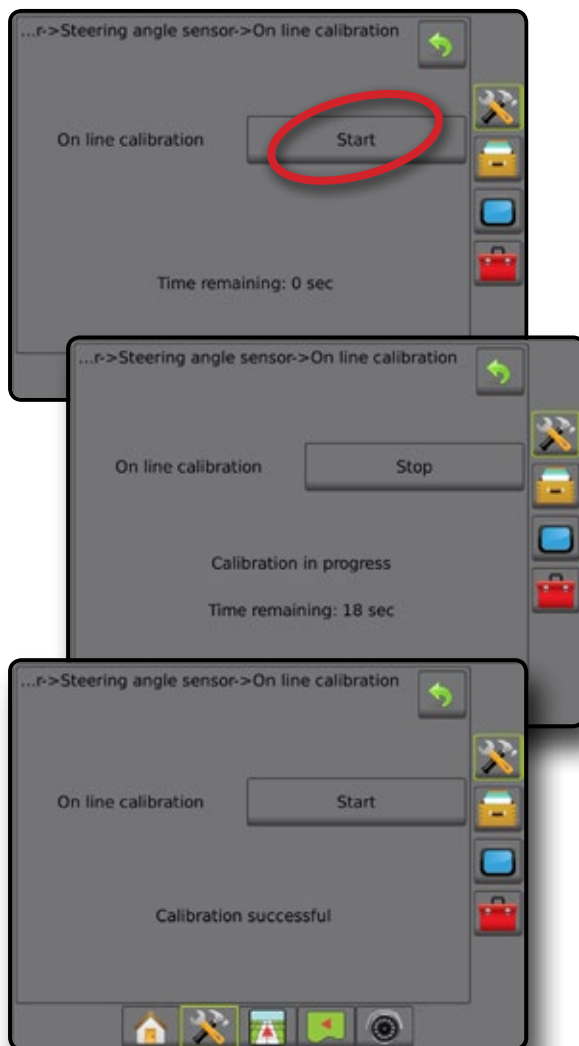 ...r->Steering angle sensor->On line calibration
On line calibration Start
Time remaining: 0 sec
...r->Steering angle sensor->On line calibration
On line calibration Stop
Calibration in progress
Time remaining: 18 sec
...r->Steering angle sensor->On line calibration
On line calibration Start
Calibration successful